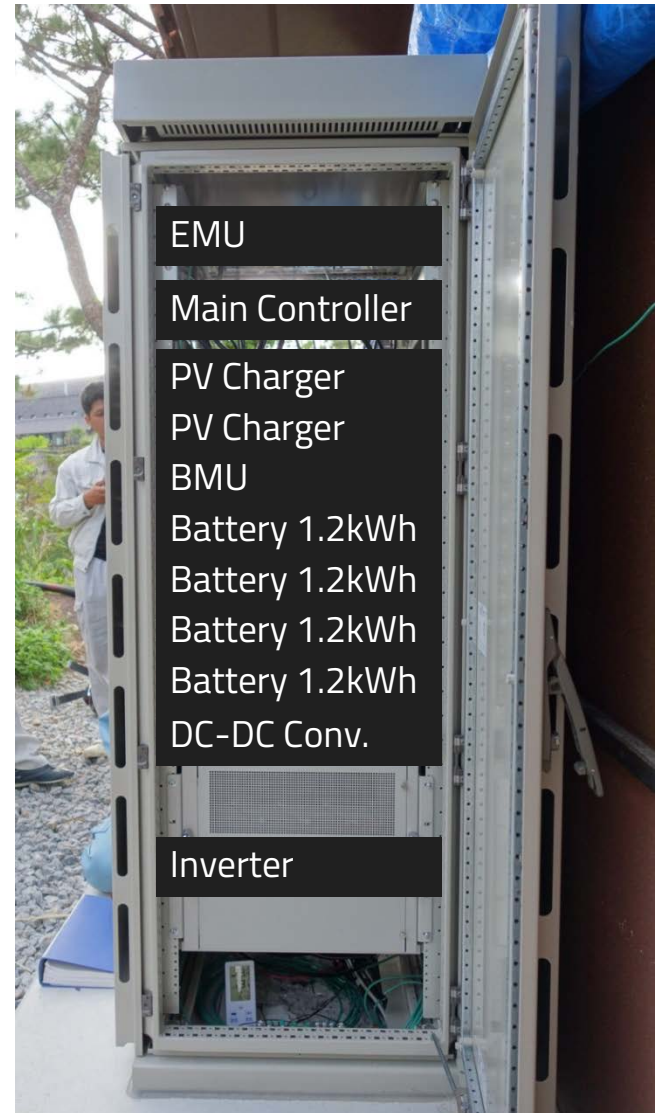 EMU
Main Controller
PV Charger
PV Charger
BMU
Battery 1.2kWh
Battery 1.2kWh
Battery 1.2kWh
Battery 1.2kWh
DC-DC Conv.
Inverter